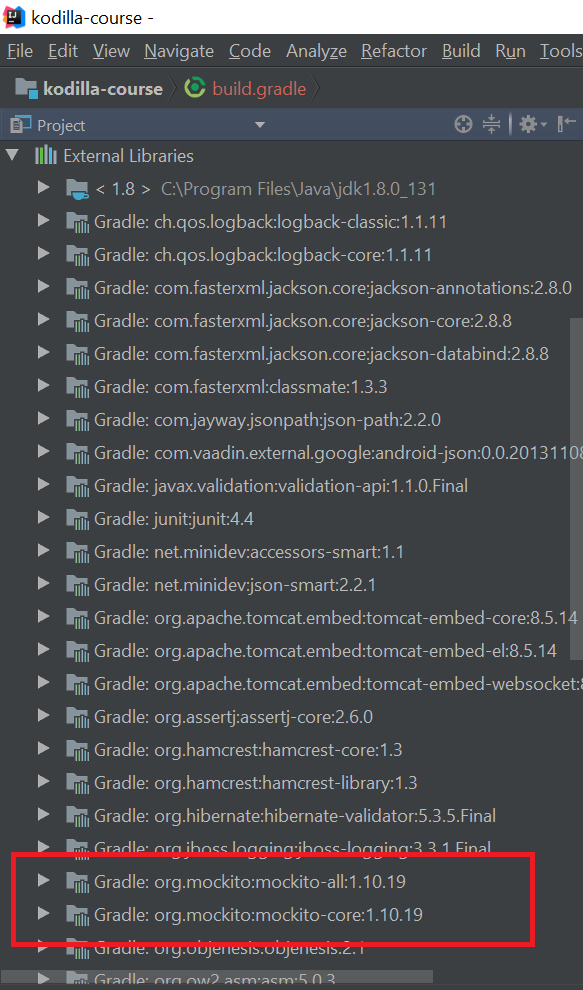 kodilla-course -
File Edit View Navigate Code Analyze Refactor Build Run Tools
kodilla-course build.gradle
Project
External Libraries
< 1.8 > C:\Program Files\Java\jdk1.8.0_131
Gradle: ch.qos.logback:logback-classic:1.1.11
Gradle: ch.qos.logback:logback-core:1.1.11
Gradle: com.fasterxml.jackson.core:jackson-annotations:2.8.0
Gradle: com.fasterxml.jackson.core:jackson-core:2.8.8
Gradle: com.fasterxml.jackson.core:jackson-databind:2.8.8
Gradle: com.fasterxml:classmate:1.3.3
Gradle: com.jayway.jsonpath:json-path:2.2.0
Gradle: com.vaadin.external.google:android-json:0.0.20131108
Gradle: javax.validation:validation-api:1.1.0.Final
Gradle: junit:junit:4.4
Gradle: net.minidev:accessors-smart:1.1
Gradle: net.minidev:json-smart:2.2.1
Gradle: org.apache.tomcat.embed:tomcat-embed-core:8.5.14
Gradle: org.apache.tomcat.embed:tomcat-embed-el:8.5.14
Gradle: org.apache.tomcat.embed:tomcat-embed-websocket:8
Gradle: org.assertj:assertj-core:2.6.0
Gradle: org.hamcrest:hamcrest-core:1.3
Gradle: org.hamcrest:hamcrest-library:1.3
Gradle: org.hibernate:hibernate-validator:5.3.5.Final
Gradle: org.jboss.logging:jboss-logging:3.3.1.Final
Gradle: org.mockito:mockito-all:1.10.19
Gradle: org.mockito:mockito-core:1.10.19
Gradle: org.objenesis:objenesis:2.1
Gradle: org.ow2.asm:asm:5.0.3